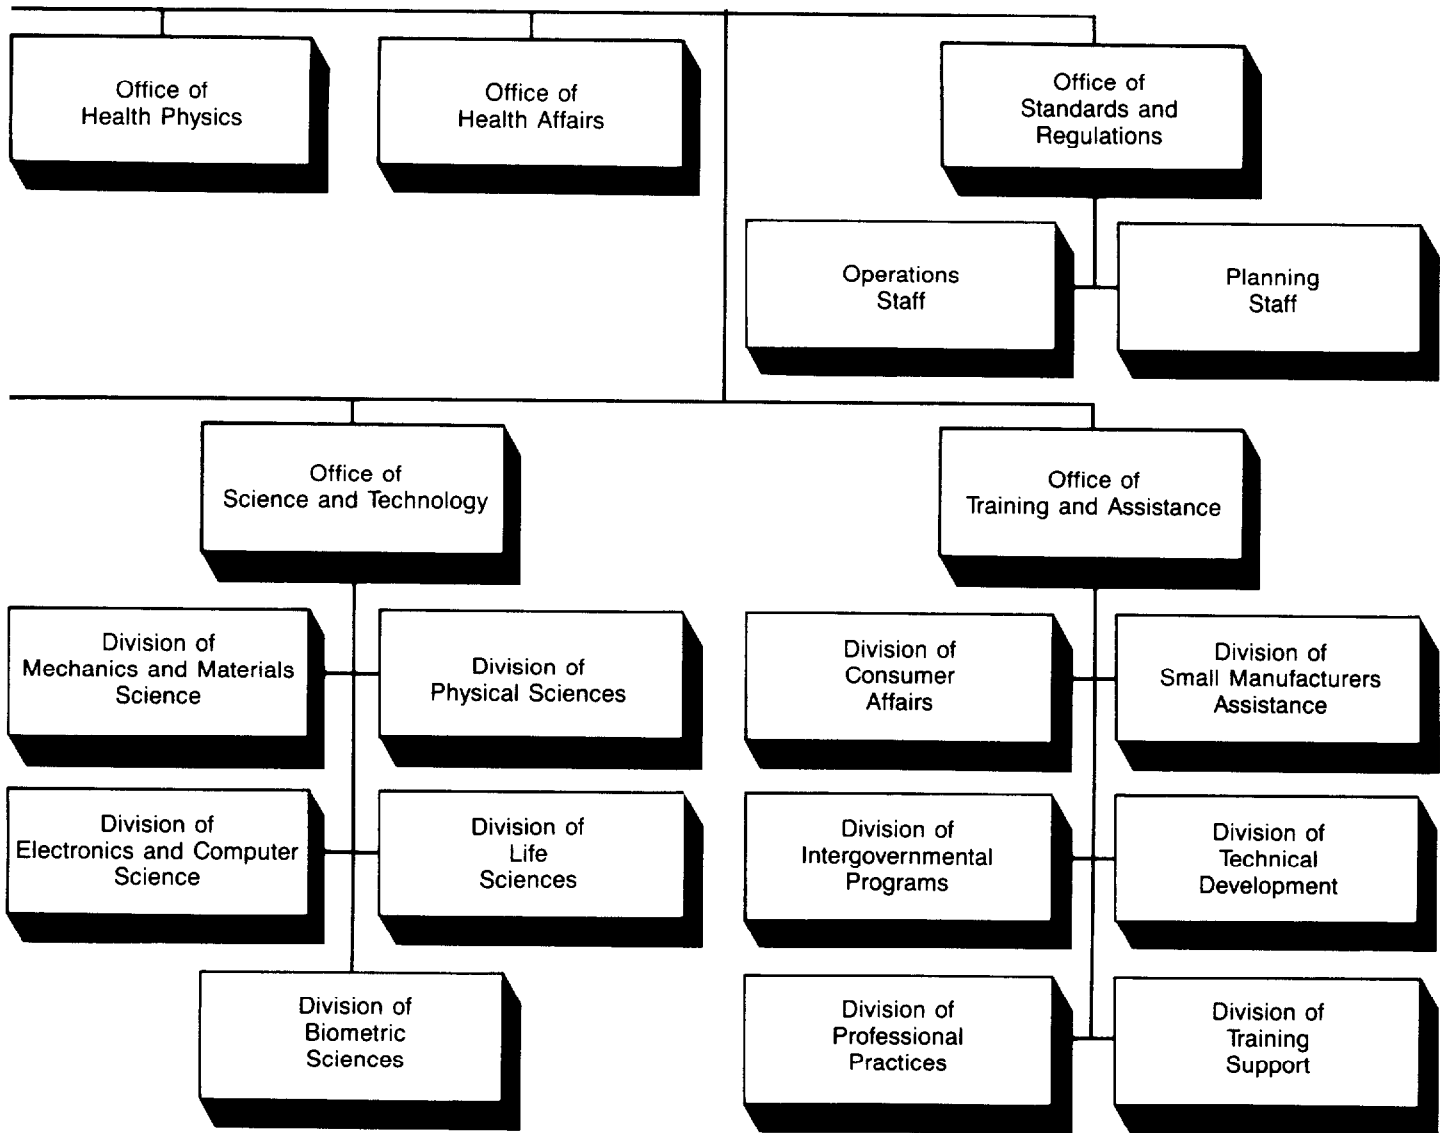 Office of
Health Physics
Office of
Health Affairs
Office of
Standards and
Regulations
Operations
Staff
Planning
Staff
Office of
Science and Technology
Office of
Training and Assistance
Division of
Mechanics and Materials
Science
Division of
Physical Sciences
Division of
Consumer
Affairs
Division of
Small Manufacturers
Assistance
Division of
Electronics and Computer
Science
Division of
Life
Sciences
Division of
Intergovernmental
Programs
Division of
Technical
Development
Division of
Biometric
Sciences
Division of
Professional
Practices
Division of
Training
Support